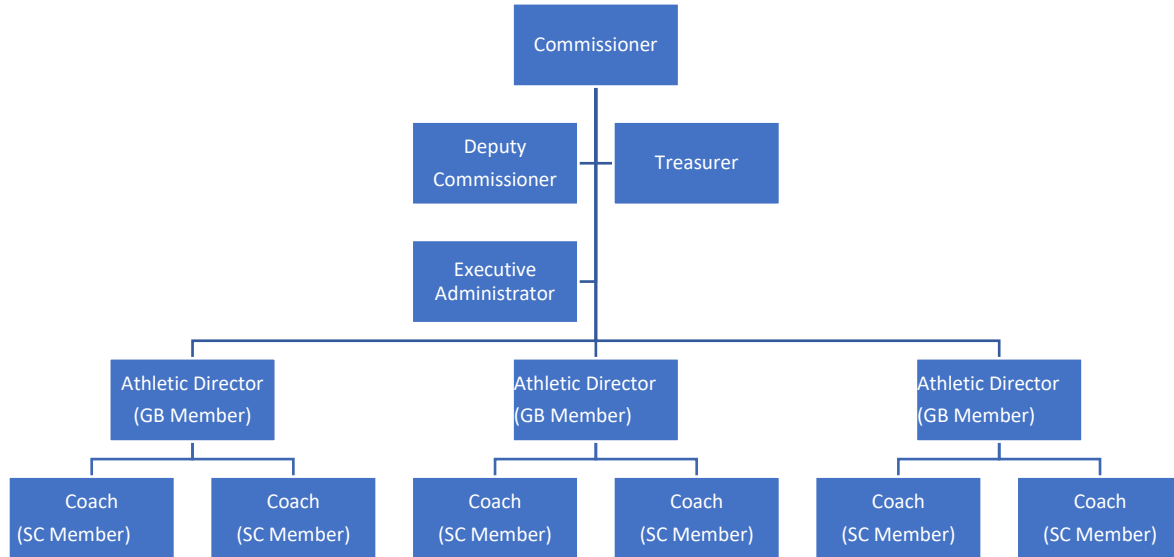 Commissioner
Deputy
Commissioner
Treasurer
Executive
Administrator
Athletic Director
(GB Member)
Athletic Director
(GB Member)
Athletic Director
(GB Member)
Coach
(SC Member)
Coach
(SC Member)
Coach
(SC Member)
Coach
(SC Member)
Coach
(SC Member)
Coach
(SC Member)